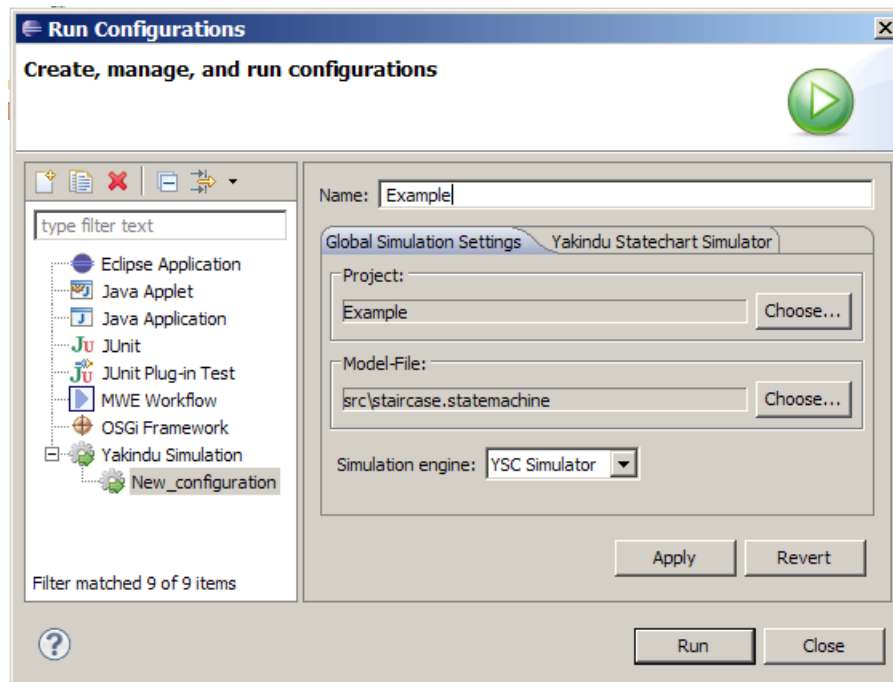 Run Configurations
Create, manage, and run configurations
Name: Example
type filter text
Global Simulation Settings Yakindu Statechart Simulator
Eclipse Application
Java Applet
Java Application
JUnit
JUnit Plug-in Test
MWE Workflow
OSGi Framework
Yakindu Simulation
New_configuration
Filter matched 9 of 9 items
Project:
Example Choose...
Model-File:
src\staircase.statemachine Choose...
Simulation engine: YSC Simulator
Apply Revert
Run Close